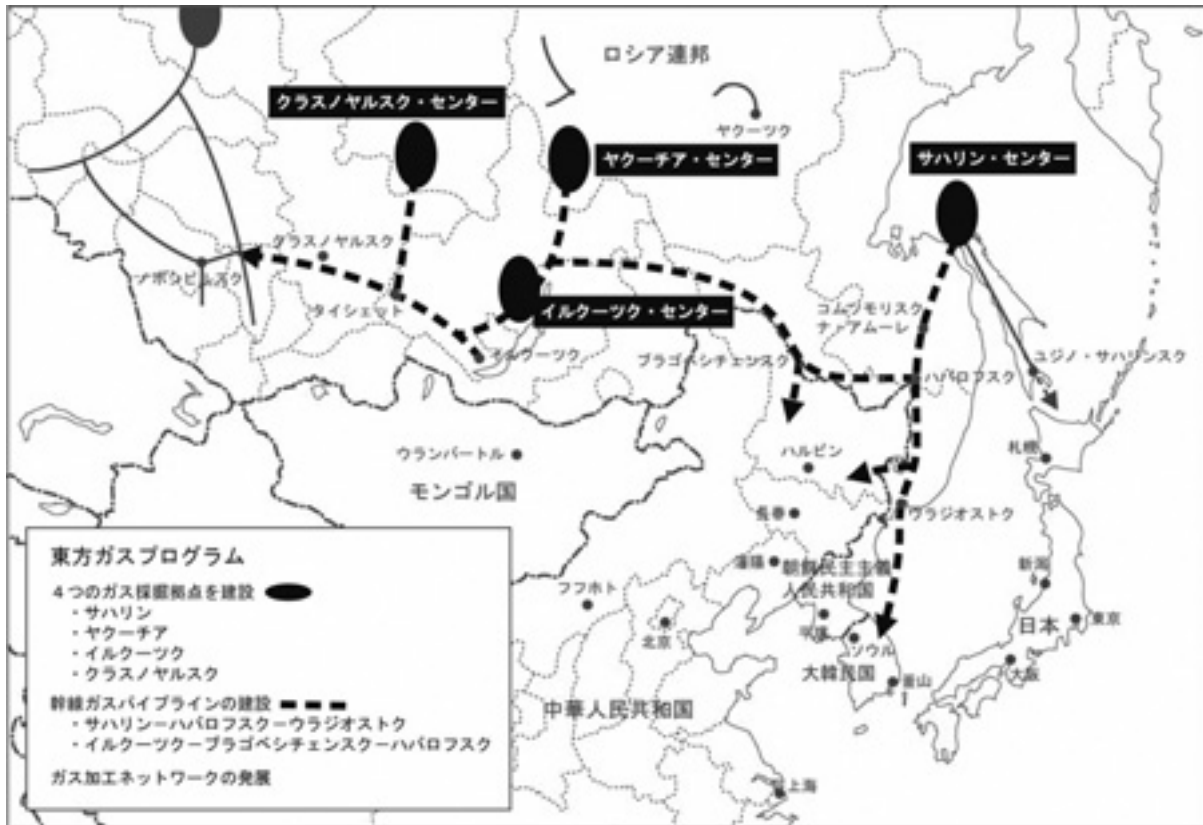 ロシア連邦
クラスノヤルスク・センター
ヤクーツク
ヤクーチア・センター
サハリン・センター
クラスノヤルスク
ノボシビルスク
タイシェット
イルクーツク・センター
イルクーツク
コムソモリスク
ナ・アムーレ
ブラゴベシチェンスク
ハバロフスク
ユジノ・サハリンスク
ウランバートル
モンゴル国
ハルビン
札幌
長春
ウラジオストク
瀋陽
朝鮮民主主義
人民共和国
フフホト
北京
平壌
ソウル
大韓民国
釜山
新潟
日本
東京
大阪
中華人民共和国
上海
東方ガスプログラム
4つのガス採掘拠点を建設
・サハリン
・ヤクーチア
・イルクーツク
・クラスノヤルスク
幹線ガスパイプラインの建設
・サハリンーハバロフスクーウラジオストク
・イルクーツクーブラゴベシチェンスクーハバロフスク
ガス加工ネットワークの発展